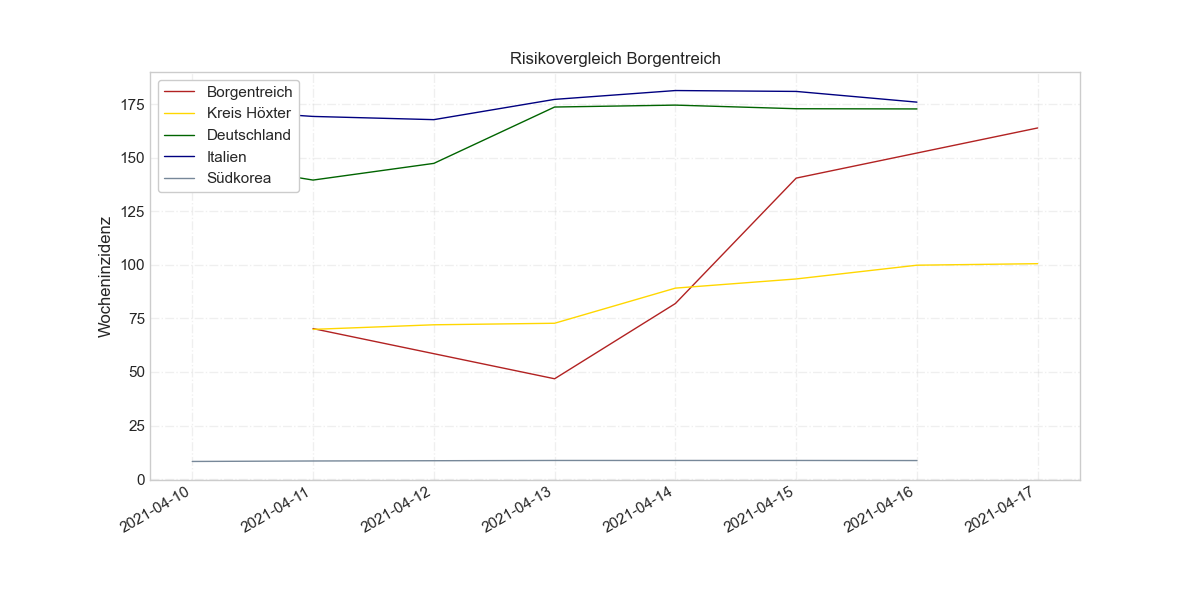 Risikovergleich Borgentreich
Borgentreich
Kreis Höxter
Deutschland
Italien
Südkorea
Wocheninzidenz
175
150
125
100
75
50
25
0
2021-04-10
2021-04-11
2021-04-12
2021-04-13
2021-04-14
2021-04-15
2021-04-16
2021-04-17